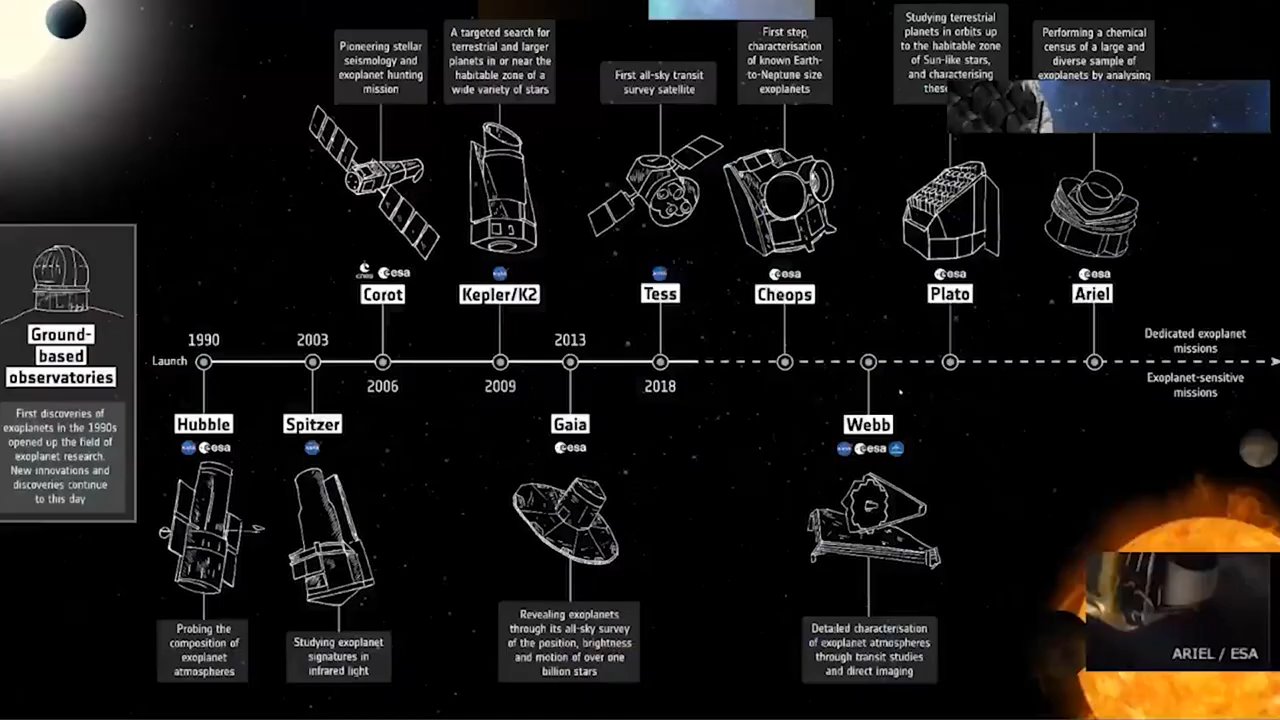 Pioneering stellar
seismology and
exoplanet hunting
mission
A targeted search for
terrestrial and larger
planets in or near the
habitable zone of a
wide variety of stars
First all-sky transit
survey satellite
First step
characterisation
of known Earth-
to-Neptune size
exoplanets
Studying terrestrial
planets in orbits up
to the habitable zone
of Sun-like stars,
and characterising
these
Performing a chemical
census of a large and
diverse sample of
exoplanets by analysing
cnes esa
Corot
NASA
Kepler/K2
NASA
Tess
esa
Cheops
esa
Plato
esa
Ariel
Ground-
based
observatories
First discoveries of
exoplanets in the 1990s
opened up the field of
exoplanet research.
New innovations and
discoveries continue
to this day
Launch
1990
2003
2006
2009
2013
2018
Dedicated exoplanet
missions
Exoplanet-sensitive
missions
Hubble
NASA esa
Spitzer
NASA
Gaia
esa
Webb
NASA esa
Probing the
composition of
exoplanet
atmospheres
Studying exoplanet
signatures in
infrared light
Revealing exoplanets
through its all-sky survey
of the position, brightness
and motion of over one
billion stars
Detailed characterisation
of exoplanet atmospheres
through transit studies
and direct imaging
ARIEL / ESA